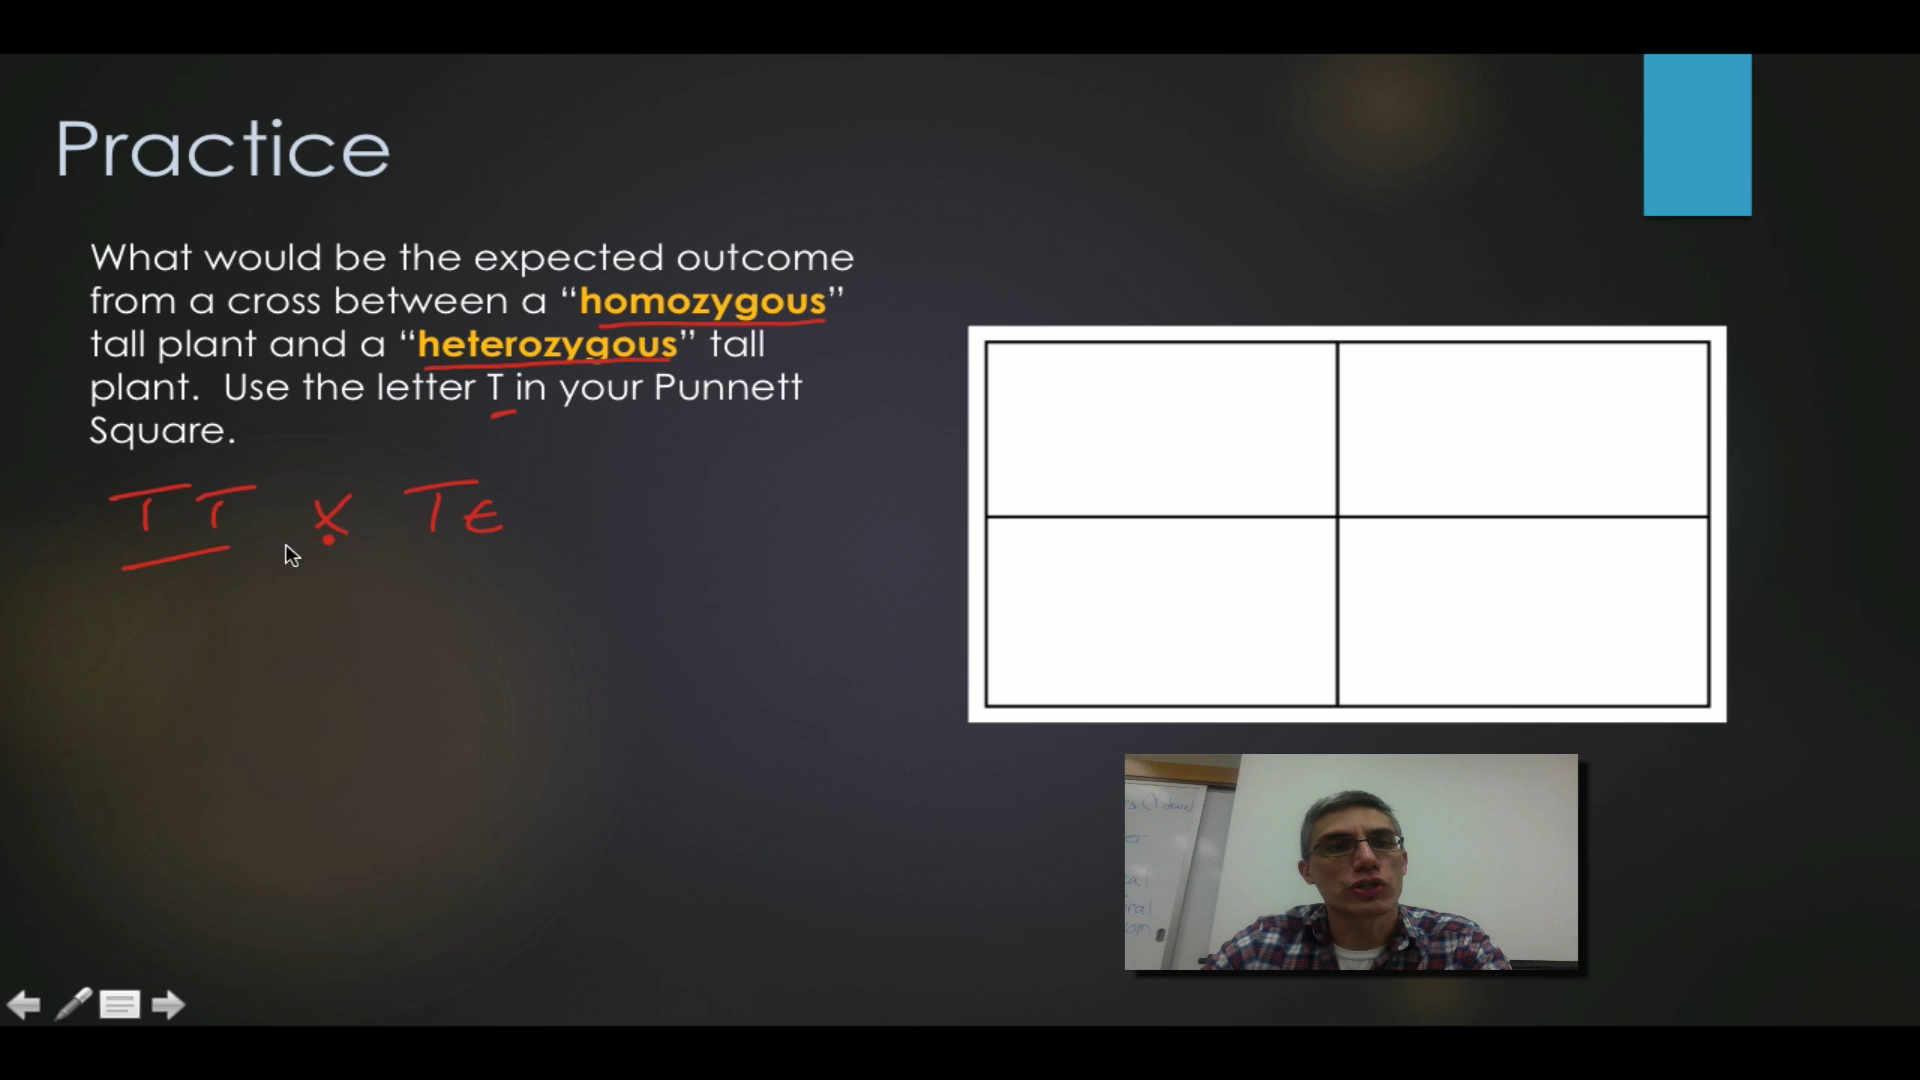 Practice
What would be the expected outcome
from a cross between a “homozygous”
tall plant and a “heterozygous” tall
plant.  Use the letter T in your Punnett
Square.
TT x Tt